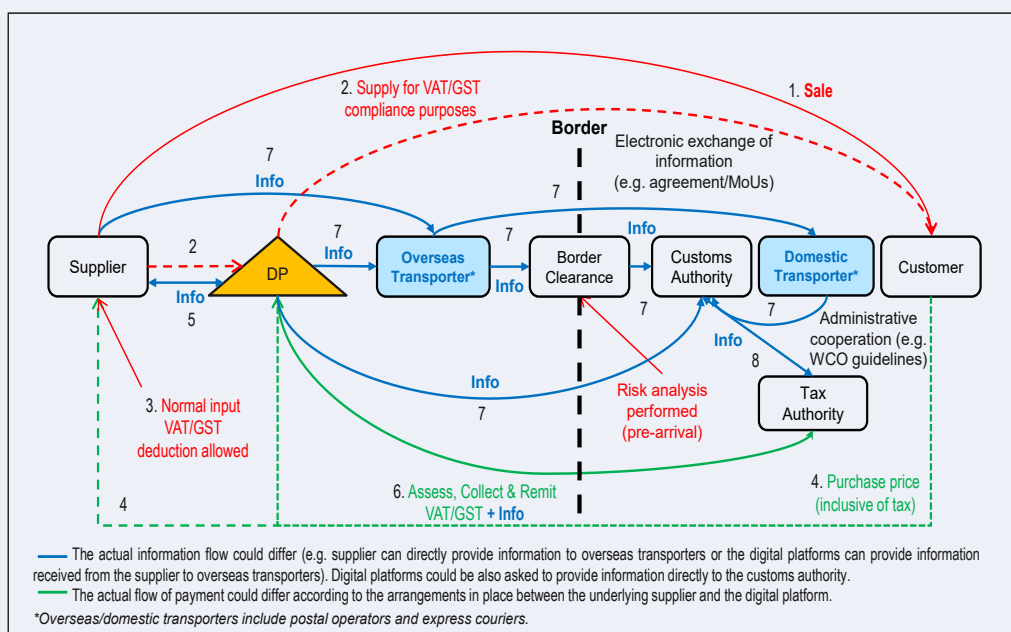 2. Supply for VAT/GST
compliance purposes
1. Sale
Border
Electronic exchange of
information
(e.g. agreement/MoUs)
7
Info
7
Info
7
Info
7
Info
7
Supplier
2
Info
5
DP
Overseas
Transporter*
Border
Clearance
Customs
Authority
Domestic
Transporter*
Customer
7
Info
7
Administrative
cooperation (e.g.
WCO guidelines)
8
Tax
Authority
Info
7
Risk analysis
performed
(pre-arrival)
3. Normal input
VAT/GST
deduction allowed
4
6. Assess, Collect & Remit
VAT/GST + Info
4. Purchase price
(inclusive of tax)
The actual information flow could differ (e.g. supplier can directly provide information to overseas transporters or the digital platforms can provide information
received from the supplier to overseas transporters). Digital platforms could be also asked to provide information directly to the customs authority.
The actual flow of payment could differ according to the arrangements in place between the underlying supplier and the digital platform.
*Overseas/domestic transporters include postal operators and express couriers.